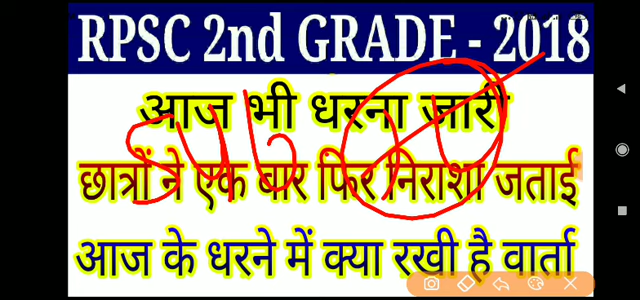 RPSC 2nd GRADE - 2018
आज भी धरना जारी
छात्रों ने एक बार फिर निराशा जताई
आज के धरने में क्या रखी है वार्ता